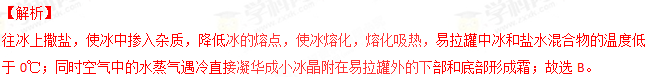 【解析】
往冰上撒盐，使冰中掺入杂质，降低冰的熔点，使冰熔化，熔化吸热，易拉罐中冰和盐水混合物的温度低
于 0℃；同时空气中的水蒸气遇冷直接凝华成小冰晶附在易拉罐外的下部和底部形成霜；故选 B。